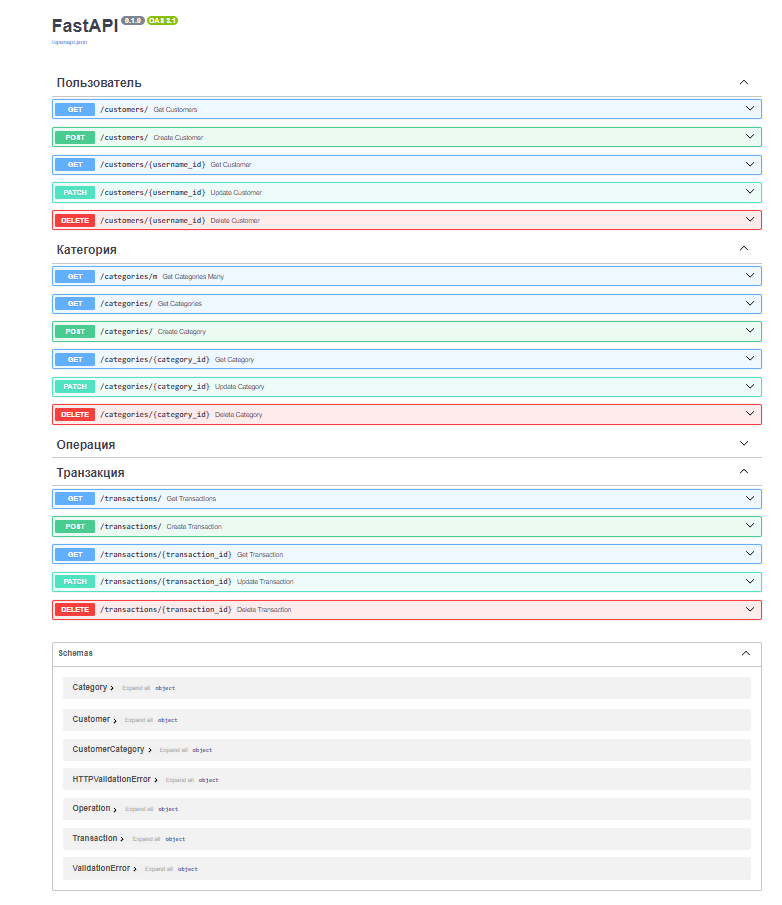 FastAPI 0.1.0 OAS 3.1
/openapi.json
Пользователь
GET /customers/ Get Customers
POST /customers/ Create Customer
GET /customers/{username_id} Get Customer
PATCH /customers/{username_id} Update Customer
DELETE /customers/{username_id} Delete Customer
Категория
GET /categories/m Get Categories Many
GET /categories/ Get Categories
POST /categories/ Create Category
GET /categories/{category_id} Get Category
PATCH /categories/{category_id} Update Category
DELETE /categories/{category_id} Delete Category
Операция
Транзакция
GET /transactions/ Get Transactions
POST /transactions/ Create Transaction
GET /transactions/{transaction_id} Get Transaction
PATCH /transactions/{transaction_id} Update Transaction
DELETE /transactions/{transaction_id} Delete Transaction
Schemas
Category Expand all object
Customer Expand all object
CustomerCategory Expand all object
HTTPValidationError Expand all object
Operation Expand all object
Transaction Expand all object
ValidationError Expand all object